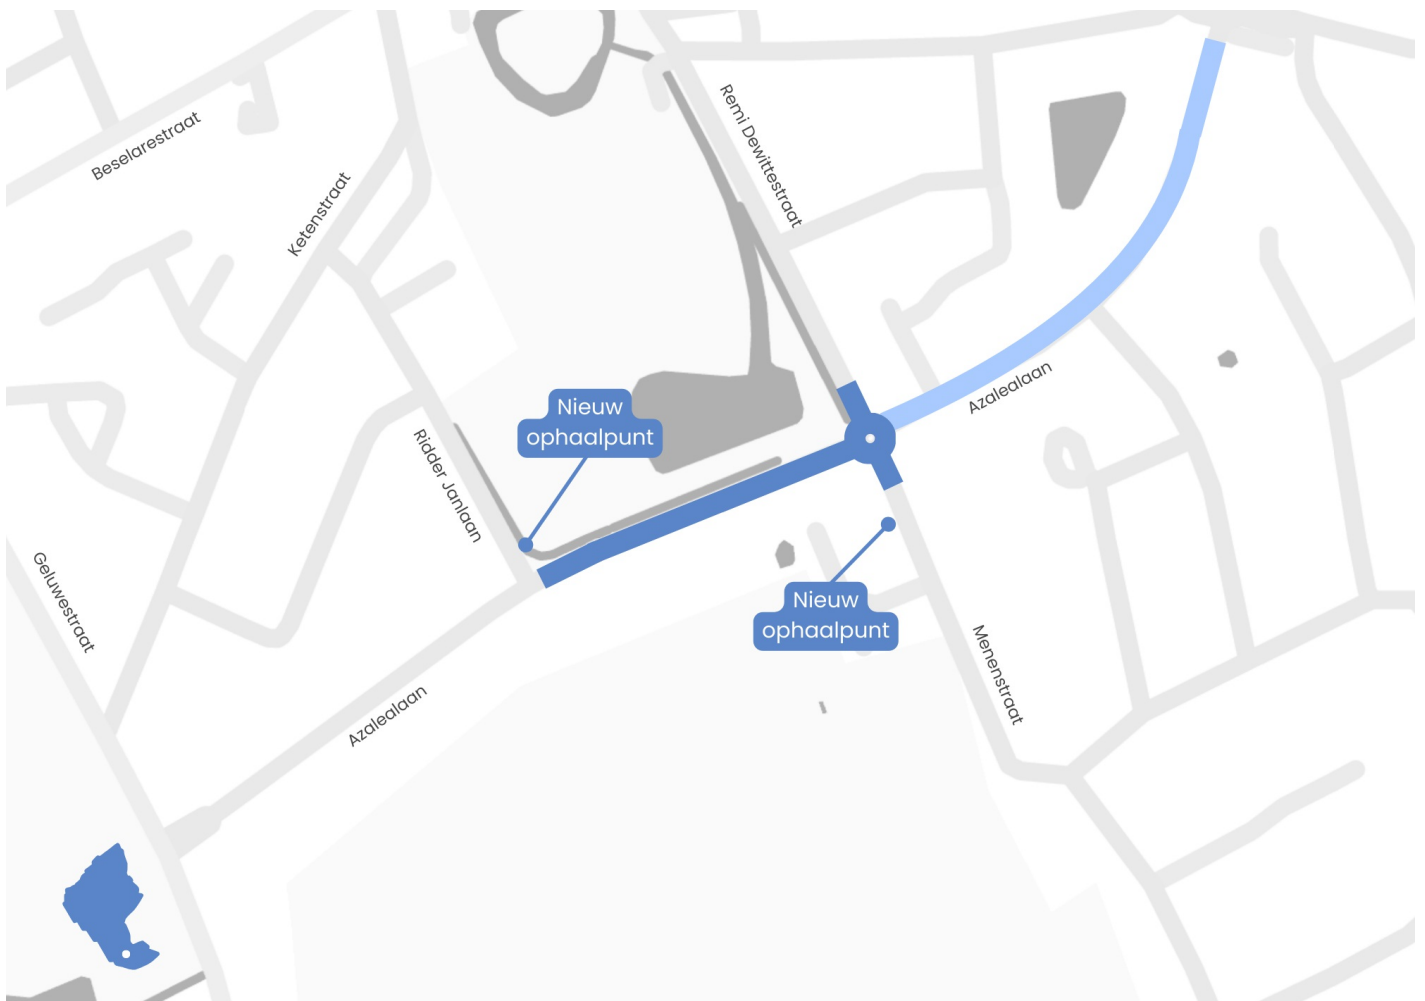 Beselarestraat
Remi Dewittestraat
Ketenstraat
Azalealaan
Nieuw
ophaalpunt
Ridder Janlaan
Geluwestraat
Nieuw
ophaalpunt
Menenstraat
Azalealaan